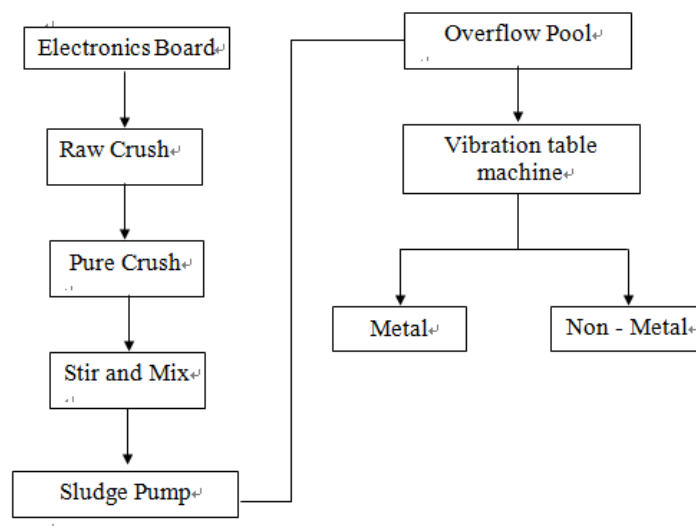 Electronics Board
Raw Crush
Pure Crush
Stir and Mix
Sludge Pump
Overflow Pool
Vibration table
machine
Metal
Non - Metal